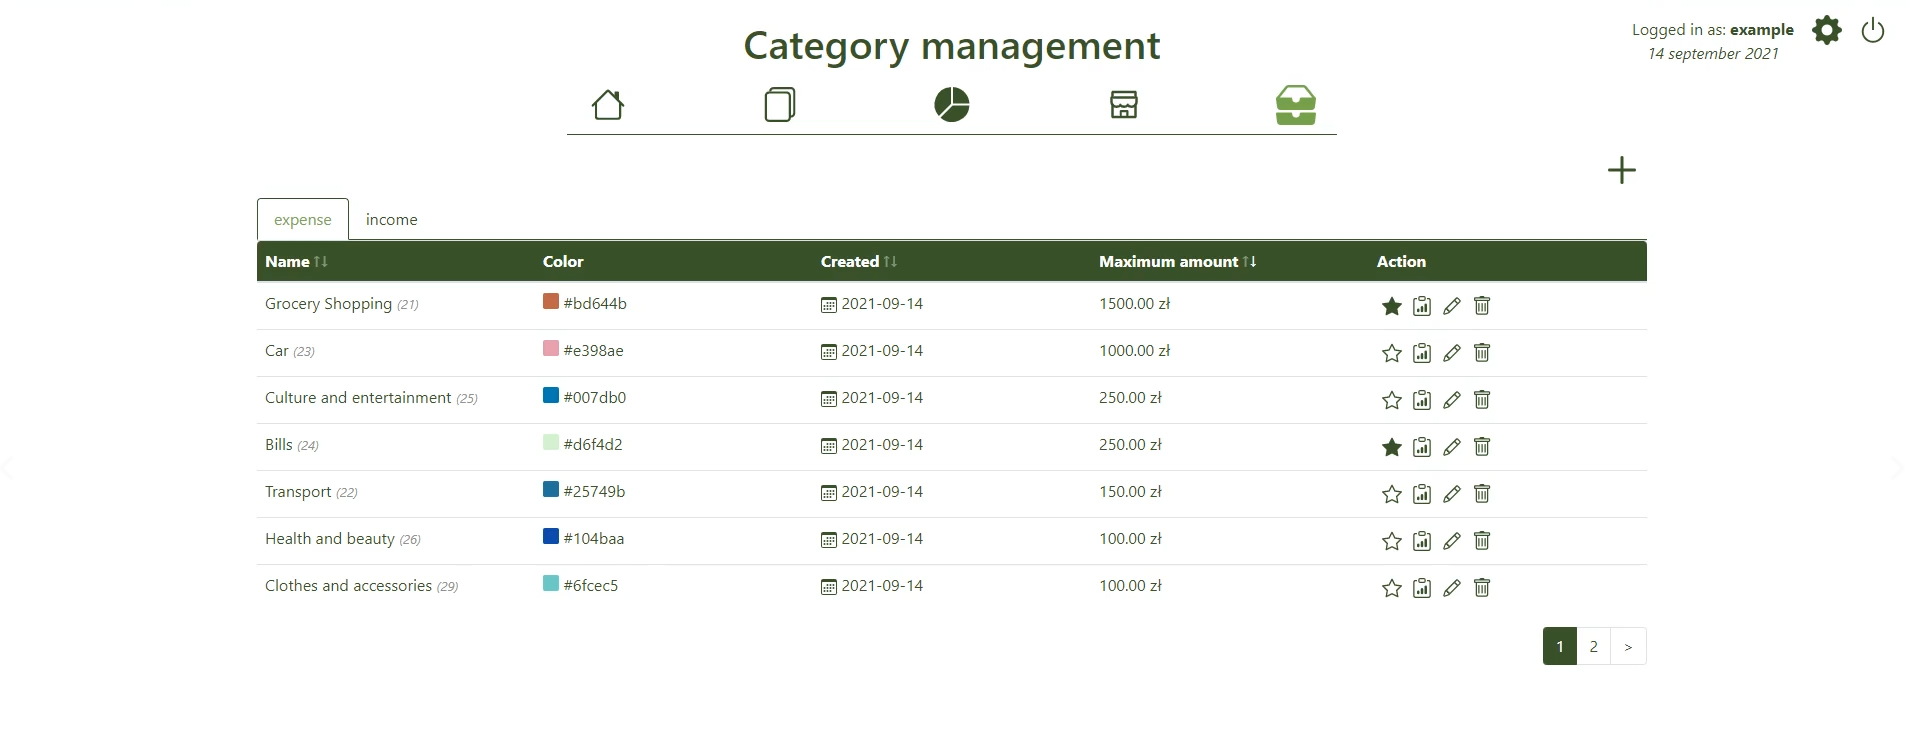 Logged in as: example
14 september 2021
Category management
expense income
Name Color Created Maximum amount Action
Grocery Shopping (21) #bd644b 2021-09-14 1500.00 zł
Car (23) #e398ae 2021-09-14 1000.00 zł
Culture and entertainment (25) #007db0 2021-09-14 250.00 zł
Bills (24) #d6f4d2 2021-09-14 250.00 zł
Transport (22) #25749b 2021-09-14 150.00 zł
Health and beauty (26) #104baa 2021-09-14 100.00 zł
Clothes and accessories (29) #6fcec5 2021-09-14 100.00 zł
1 2 >